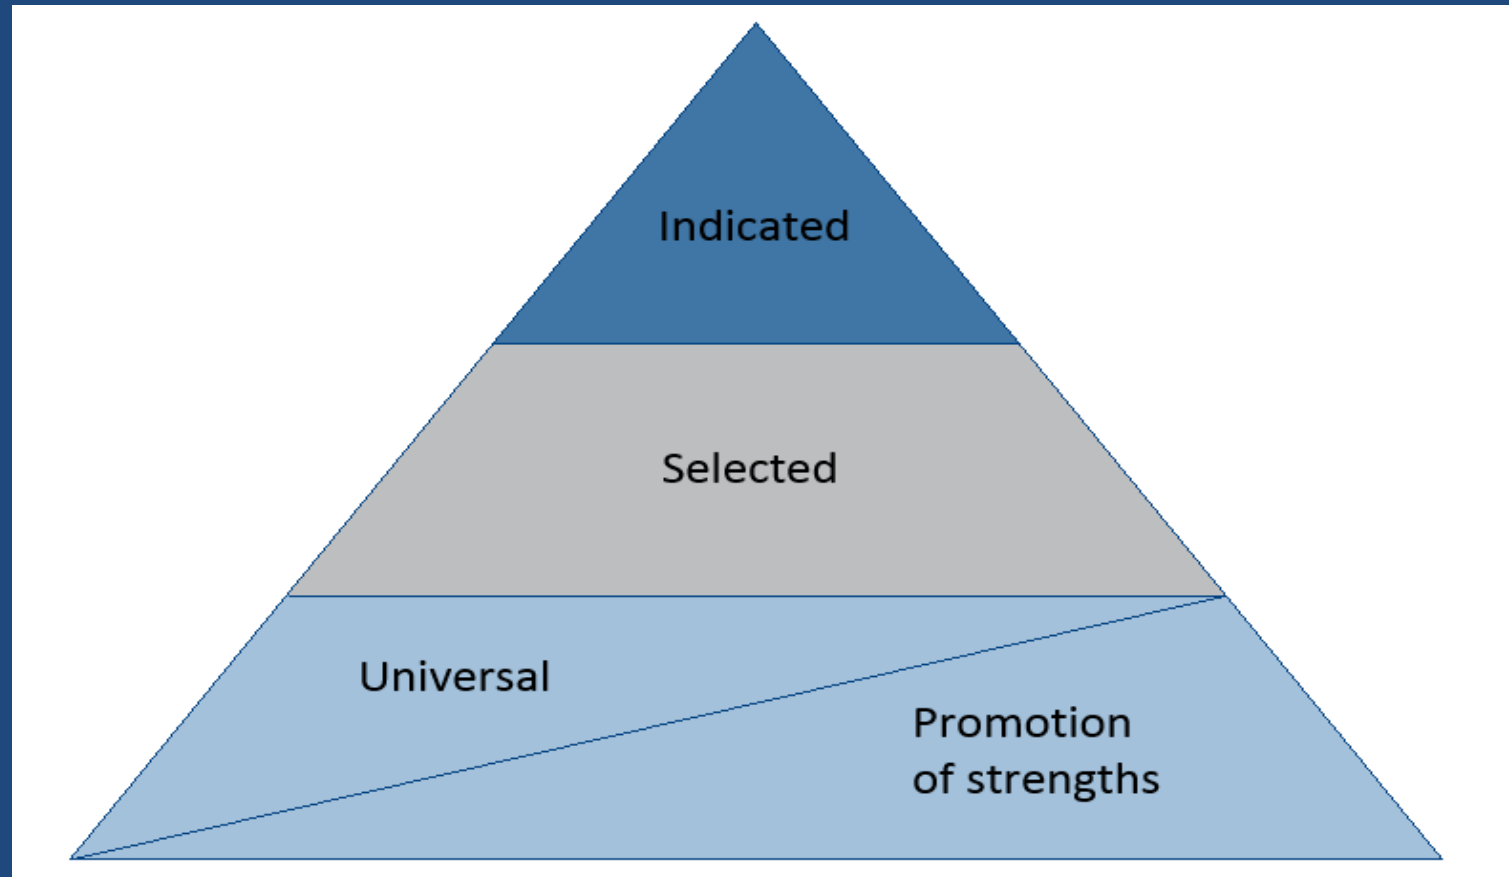 Indicated
Selected
Universal
Promotion
of strengths